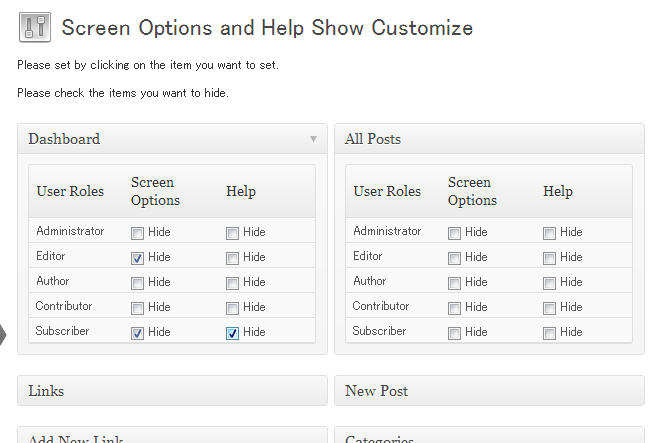 Screen Options and Help Show Customize
Please set by clicking on the item you want to set.
Please check the items you want to hide.
Dashboard
User Roles Screen Options Help
Administrator Hide Hide
Editor Hide Hide
Author Hide Hide
Contributor Hide Hide
Subscriber Hide Hide
All Posts
User Roles Screen Options Help
Administrator Hide Hide
Editor Hide Hide
Author Hide Hide
Contributor Hide Hide
Subscriber Hide Hide
Links
New Post
Add New Link
Categories